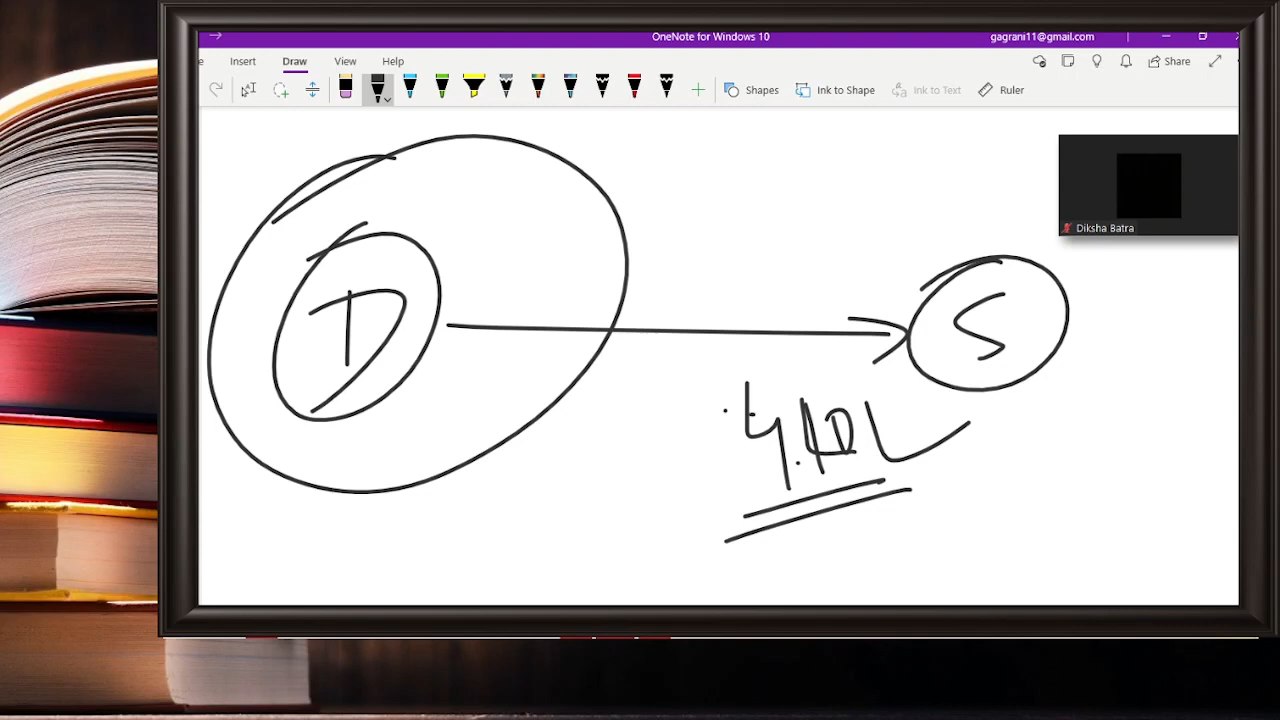 OneNote for Windows 10 gagrani11@gmail.com
Insert Draw View Help Share
Shapes Ink to Shape Ink to Text Ruler
Diksha Batra
D S